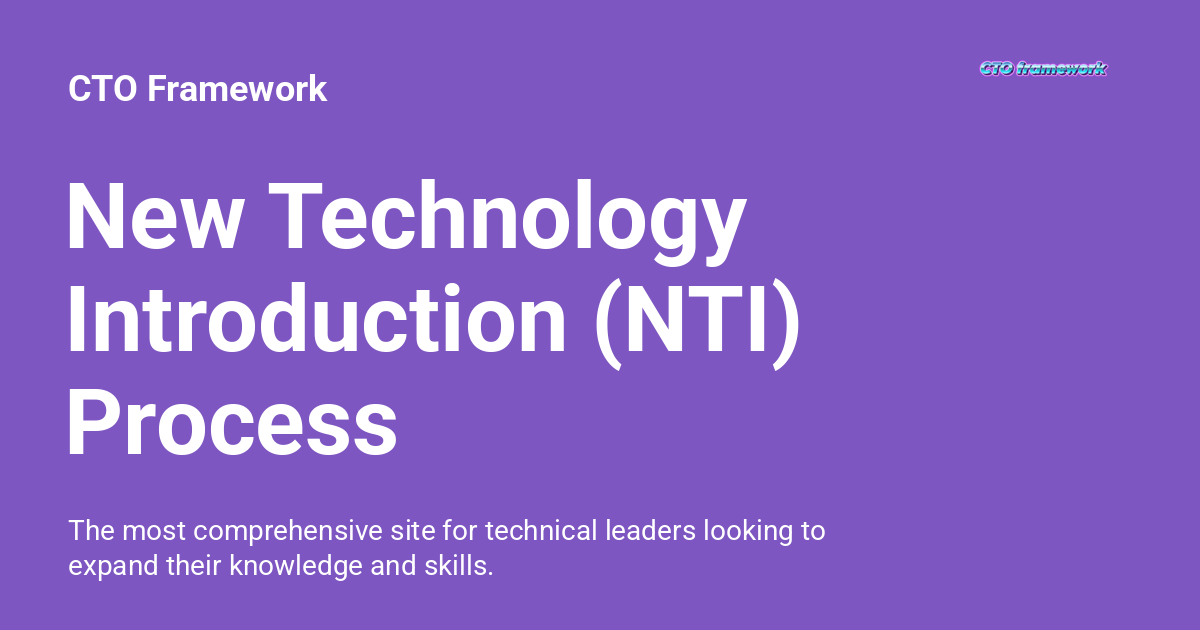 CTO Framework
CTO framework
New Technology
Introduction (NTI)
Process
The most comprehensive site for technical leaders looking to
expand their knowledge and skills.